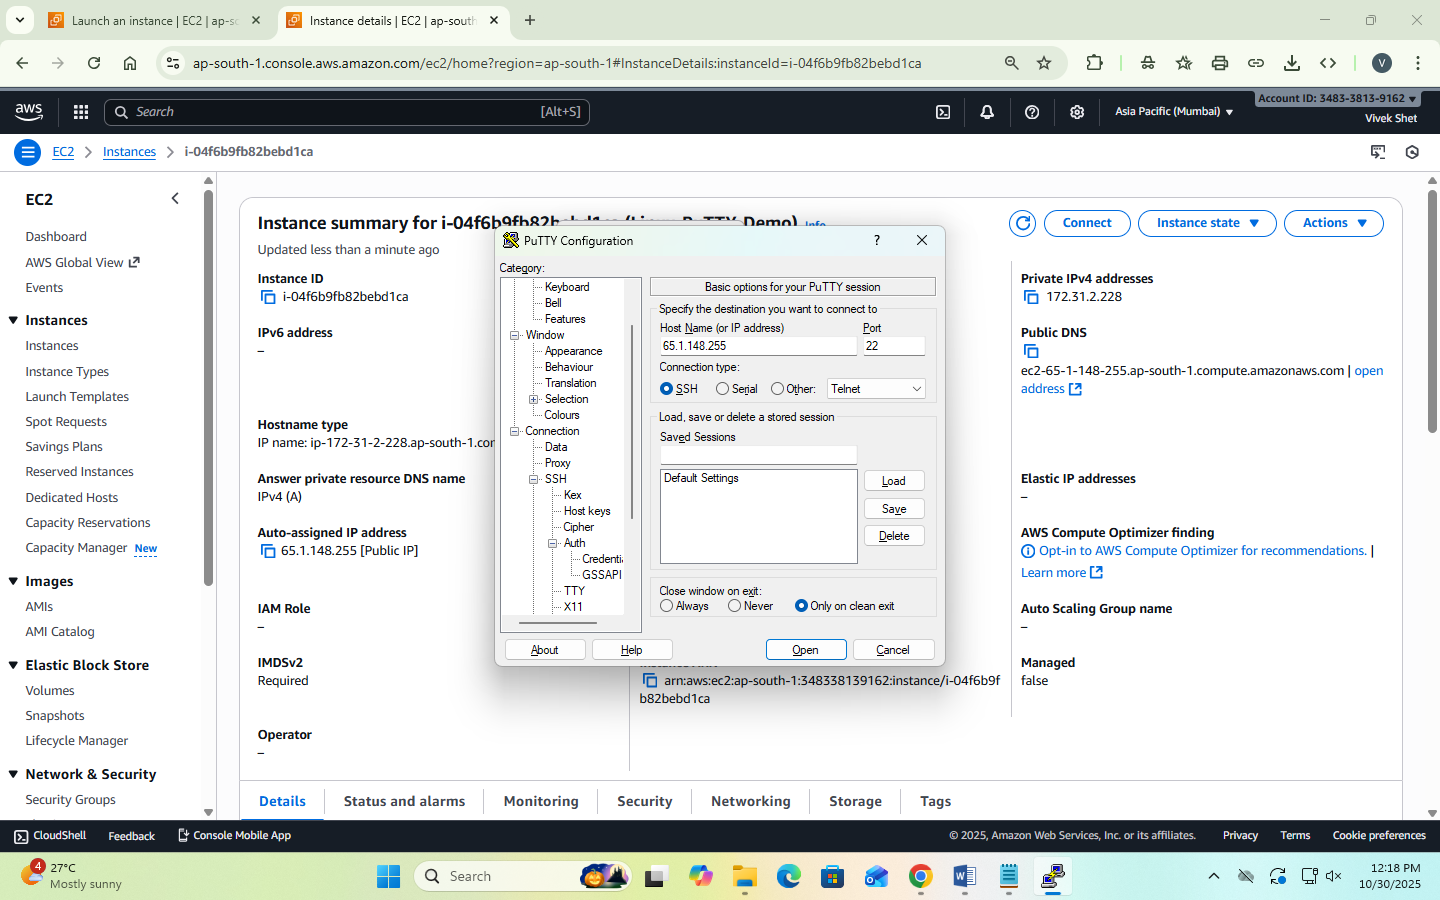 Launch an instance | EC2 | ap-sc
Instance details | EC2 | ap-south
ap-south-1.console.aws.amazon.com/ec2/home?region=ap-south-1#InstanceDetails:instanceId=i-04f6b9fb82bebd1ca
V
aws
Search
[Alt+S]
Asia Pacific (Mumbai)
Account ID: 3483-3813-9162
Vivek Shet
EC2
Instances
i-04f6b9fb82bebd1ca
EC2
Dashboard
AWS Global View
Events
Instances
Instances
Instance Types
Launch Templates
Spot Requests
Savings Plans
Reserved Instances
Dedicated Hosts
Capacity Reservations
Capacity Manager New
Images
AMIs
AMI Catalog
Elastic Block Store
Volumes
Snapshots
Lifecycle Manager
Network & Security
Security Groups
Instance summary for i-04f6b9fb82bebd1ca (Linux-PuTTY-Demo) Info
Updated less than a minute ago
Connect
Instance state
Actions
Instance ID
i-04f6b9fb82bebd1ca
IPv6 address
–
Hostname type
IP name: ip-172-31-2-228.ap-south-1.cor
Answer private resource DNS name
IPv4 (A)
Auto-assigned IP address
65.1.148.255 [Public IP]
IAM Role
–
IMDSv2
Required
Operator
–
arn:aws:ec2:ap-south-1:348338139162:instance/i-04f6b9f
b82bebd1ca
Private IPv4 addresses
172.31.2.228
Public DNS
ec2-65-1-148-255.ap-south-1.compute.amazonaws.com | open
address
Elastic IP addresses
–
AWS Compute Optimizer finding
Opt-in to AWS Compute Optimizer for recommendations. |
Learn more
Auto Scaling Group name
–
Managed
false
PuTTY Configuration
?
Category:
Keyboard
Bell
Features
Window
Appearance
Behaviour
Translation
Selection
Colours
Connection
Data
Proxy
SSH
Kex
Host keys
Cipher
Auth
Credenti
GSSAPI
TTY
X11
Basic options for your PuTTY session
Specify the destination you want to connect to
Host Name (or IP address)
Port
65.1.148.255
22
Connection type:
SSH
Serial
Other:
Telnet
Load, save or delete a stored session
Saved Sessions
Default Settings
Load
Save
Delete
Close window on exit:
Always
Never
Only on clean exit
About
Help
Open
Cancel
Details
Status and alarms
Monitoring
Security
Networking
Storage
Tags
CloudShell
Feedback
Console Mobile App
© 2025, Amazon Web Services, Inc. or its affiliates.
Privacy
Terms
Cookie preferences
4
27°C
Mostly sunny
Search
12:18 PM
10/30/2025